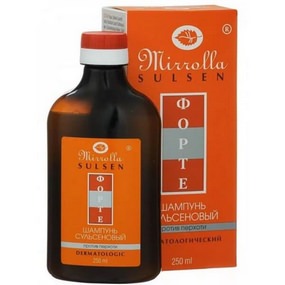 Mirrolla
SULSEN
®
ФОРТЕ
ШАМПУНЬ
СУЛЬСЕНОВЫЙ
против перхоти
DERMATOLOGIC
250 ml
Mirrolla
SULSEN
®
ФОРТЕ
ШАМПУНЬ
СУЛЬСЕНОВЫЙ
против перхоти
250 ml